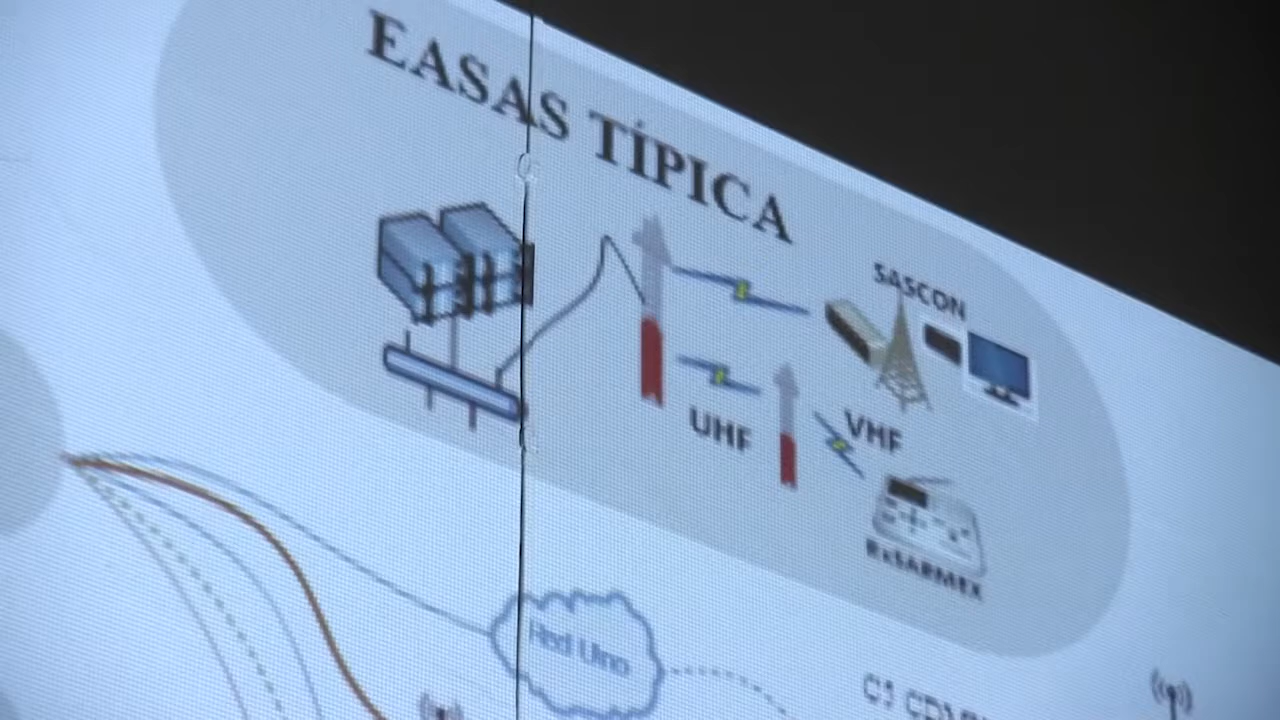 EASAS TÍPICA
SASCON
UHF
VHF
RxSARMEX
Red Uno